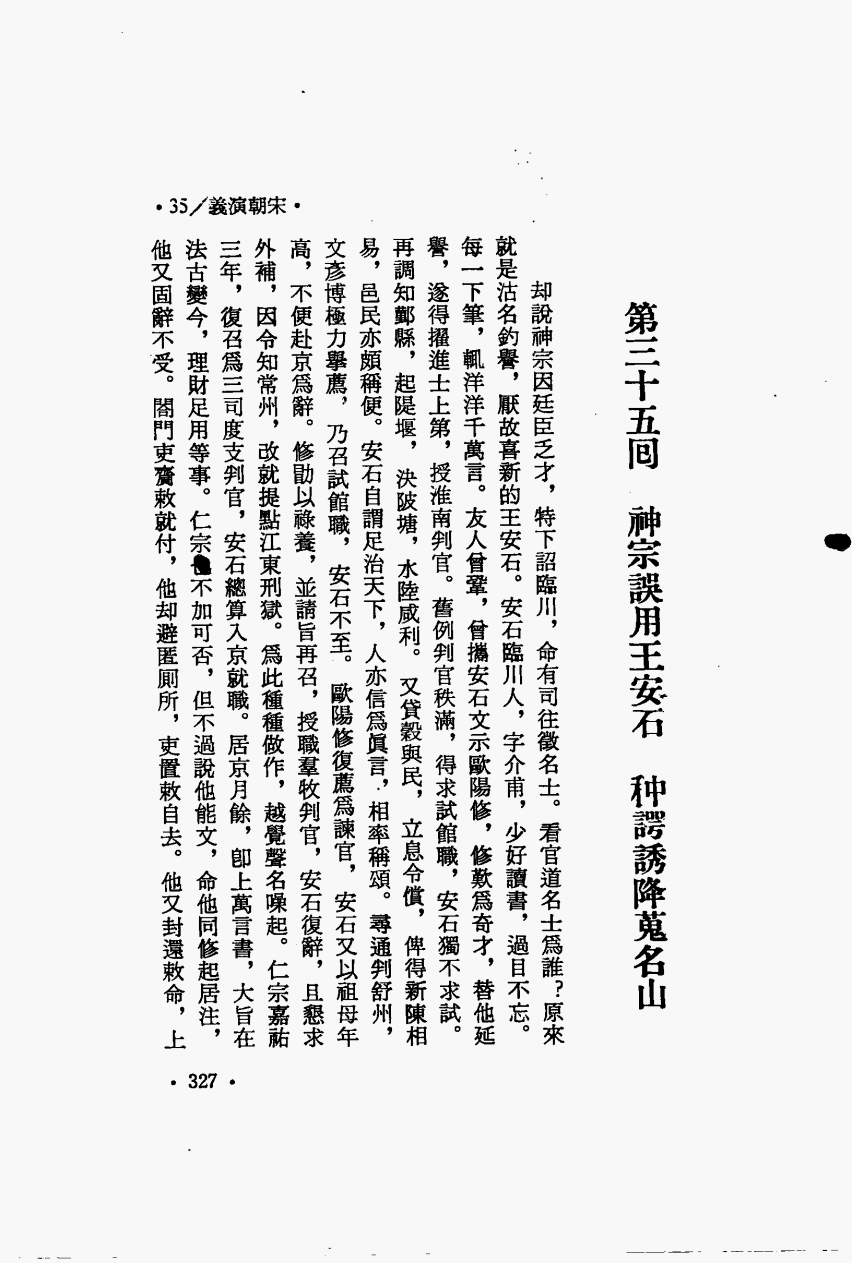 •35／義演朝宋•
第三十五回　神宗誤用王安石　种諤誘降嵬名山
却說神宗因廷臣乏才，特下詔臨川，命有司往徵名士。看官道名士爲誰？原來
就是沽名釣譽，厭故喜新的王安石。安石臨川人，字介甫，少好讀書，過目不忘。
每一下筆，輒洋洋千萬言。友人曾鞏，曾攜安石文示歐陽修，修歎爲奇才，替他延
譽，遂得擢進士上第，授淮南判官。舊例判官秩滿，得求試館職，安石獨不求試。
再調知鄞縣，起隄堰，決陂塘，水陸咸利。又貸穀與民，立息令償，俾得新陳相
易，邑民亦頗稱便。安石自謂足治天下，人亦信爲眞言，相率稱頌。尋通判舒州，
文彥博極力舉薦，乃召試館職，安石不至。歐陽修復薦爲諫官，安石又以祖母年
高，不便赴京爲辭。修勖以祿養，並請旨再召，授職羣牧判官，安石復辭，且懇求
外補，因令知常州，改就提點江東刑獄。爲此種種做作，越覺聲名噪起。仁宗嘉祐
三年，復召爲三司度支判官，安石總算入京就職。居京月餘，卽上萬言書，大旨在
法古變今，理財足用等事。仁宗也不加可否，但不過說他能文，命他同修起居注，
他又固辭不受。閤門吏齎敕就付，他却避匿厠所，吏置敕自去。他又封還敕命，上
•327•